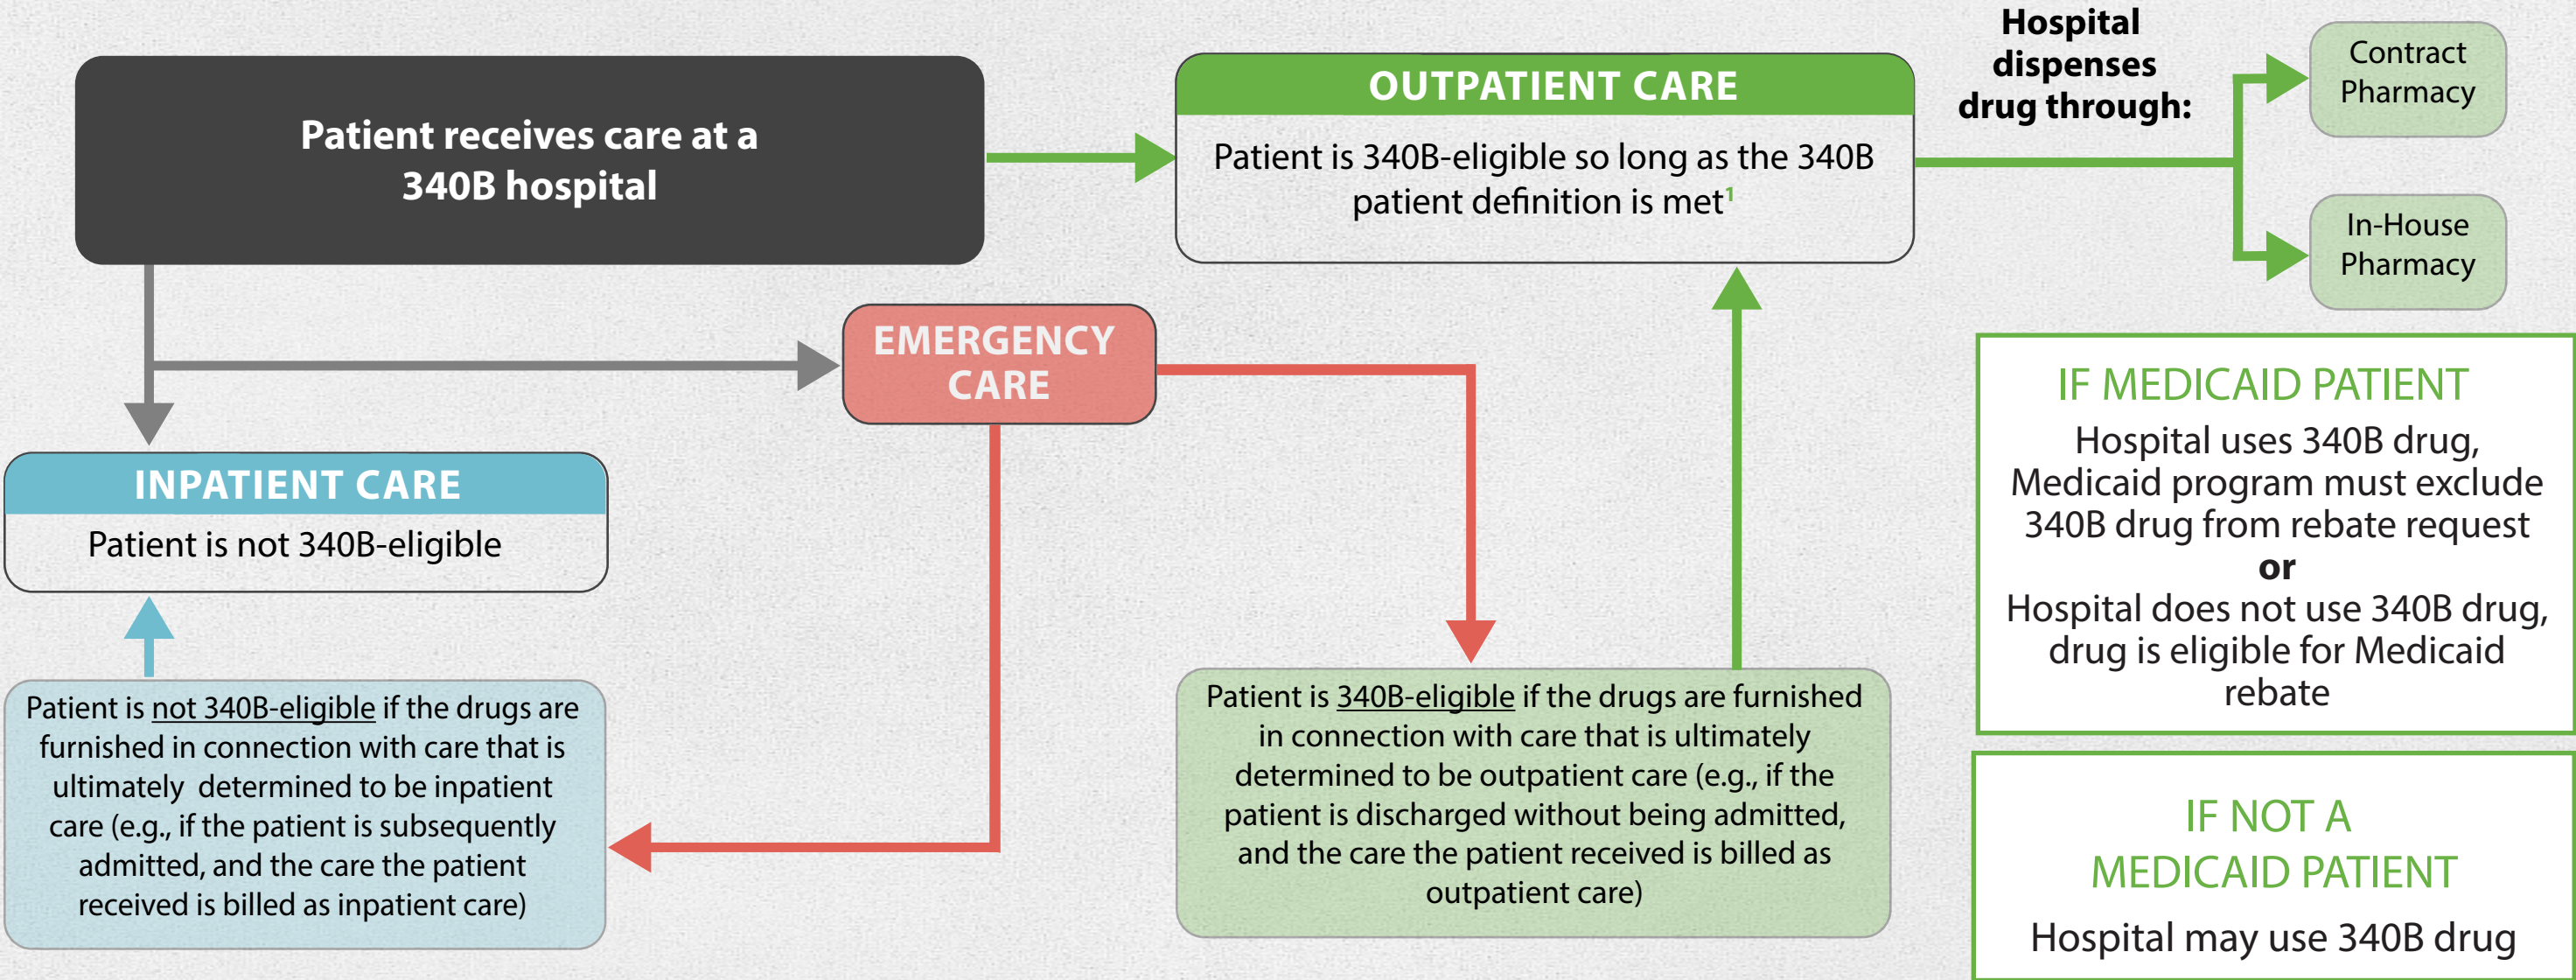 Patient receives care at a
340B hospital
OUTPATIENT CARE
Patient is 340B-eligible so long as the 340B
patient definition is met¹
Hospital
dispenses
drug through:
Contract
Pharmacy
In-House
Pharmacy
EMERGENCY
CARE
INPATIENT CARE
Patient is not 340B-eligible
Patient is not 340B-eligible if the drugs are
furnished in connection with care that is
ultimately determined to be inpatient
care (e.g., if the patient is subsequently
admitted, and the care the patient
received is billed as inpatient care)
Patient is 340B-eligible if the drugs are furnished
in connection with care that is ultimately
determined to be outpatient care (e.g., if the
patient is discharged without being admitted,
and the care the patient received is billed as
outpatient care)
IF MEDICAID PATIENT
Hospital uses 340B drug,
Medicaid program must exclude
340B drug from rebate request
or
Hospital does not use 340B drug,
drug is eligible for Medicaid
rebate
IF NOT A
MEDICAID PATIENT
Hospital may use 340B drug